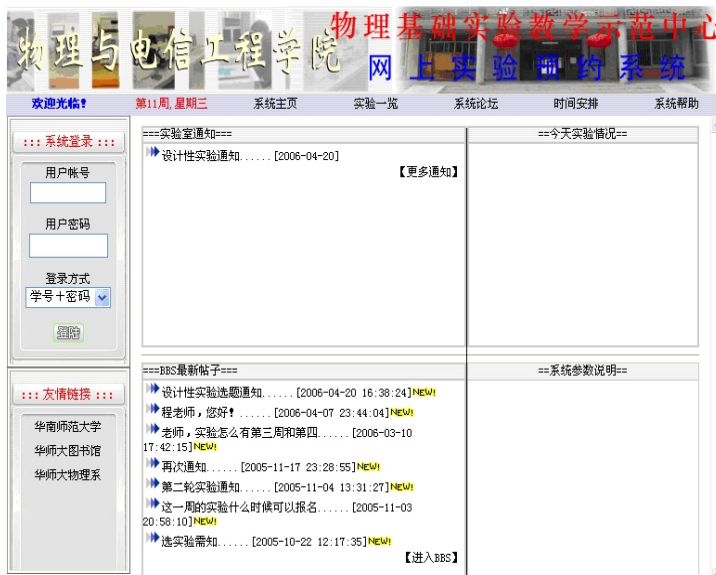 物理与电信工程学院
物理基础实验教学示范中心
网上实验预约系统
欢迎光临!
第11周,星期三
系统主页
实验一览
系统论坛
时间安排
系统帮助
::: 系统登录 :::
用户帐号
用户密码
登录方式
学号+密码
登陆
::: 友情链接 :::
华南师范大学
华师大图书馆
华师大物理系
===实验室通知===
设计性实验通知......[2006-04-20]
【更多通知】
==今天实验情况==
===BBS最新帖子===
设计性实验选题通知......[2006-04-20 16:38:24]NEW!
程老师,您好! ......[2006-04-07 23:44:04]NEW!
老师,实验怎么有第三周和第四......[2006-03-10
17:42:15]NEW!
再次通知......[2005-11-17 23:28:55]NEW!
第二轮实验通知......[2005-11-04 13:31:27]NEW!
这一周的实验什么时候可以报名......[2005-11-03
20:58:10]NEW!
选实验需知......[2005-10-22 12:17:35]NEW!
【进入BBS】
==系统参数说明==